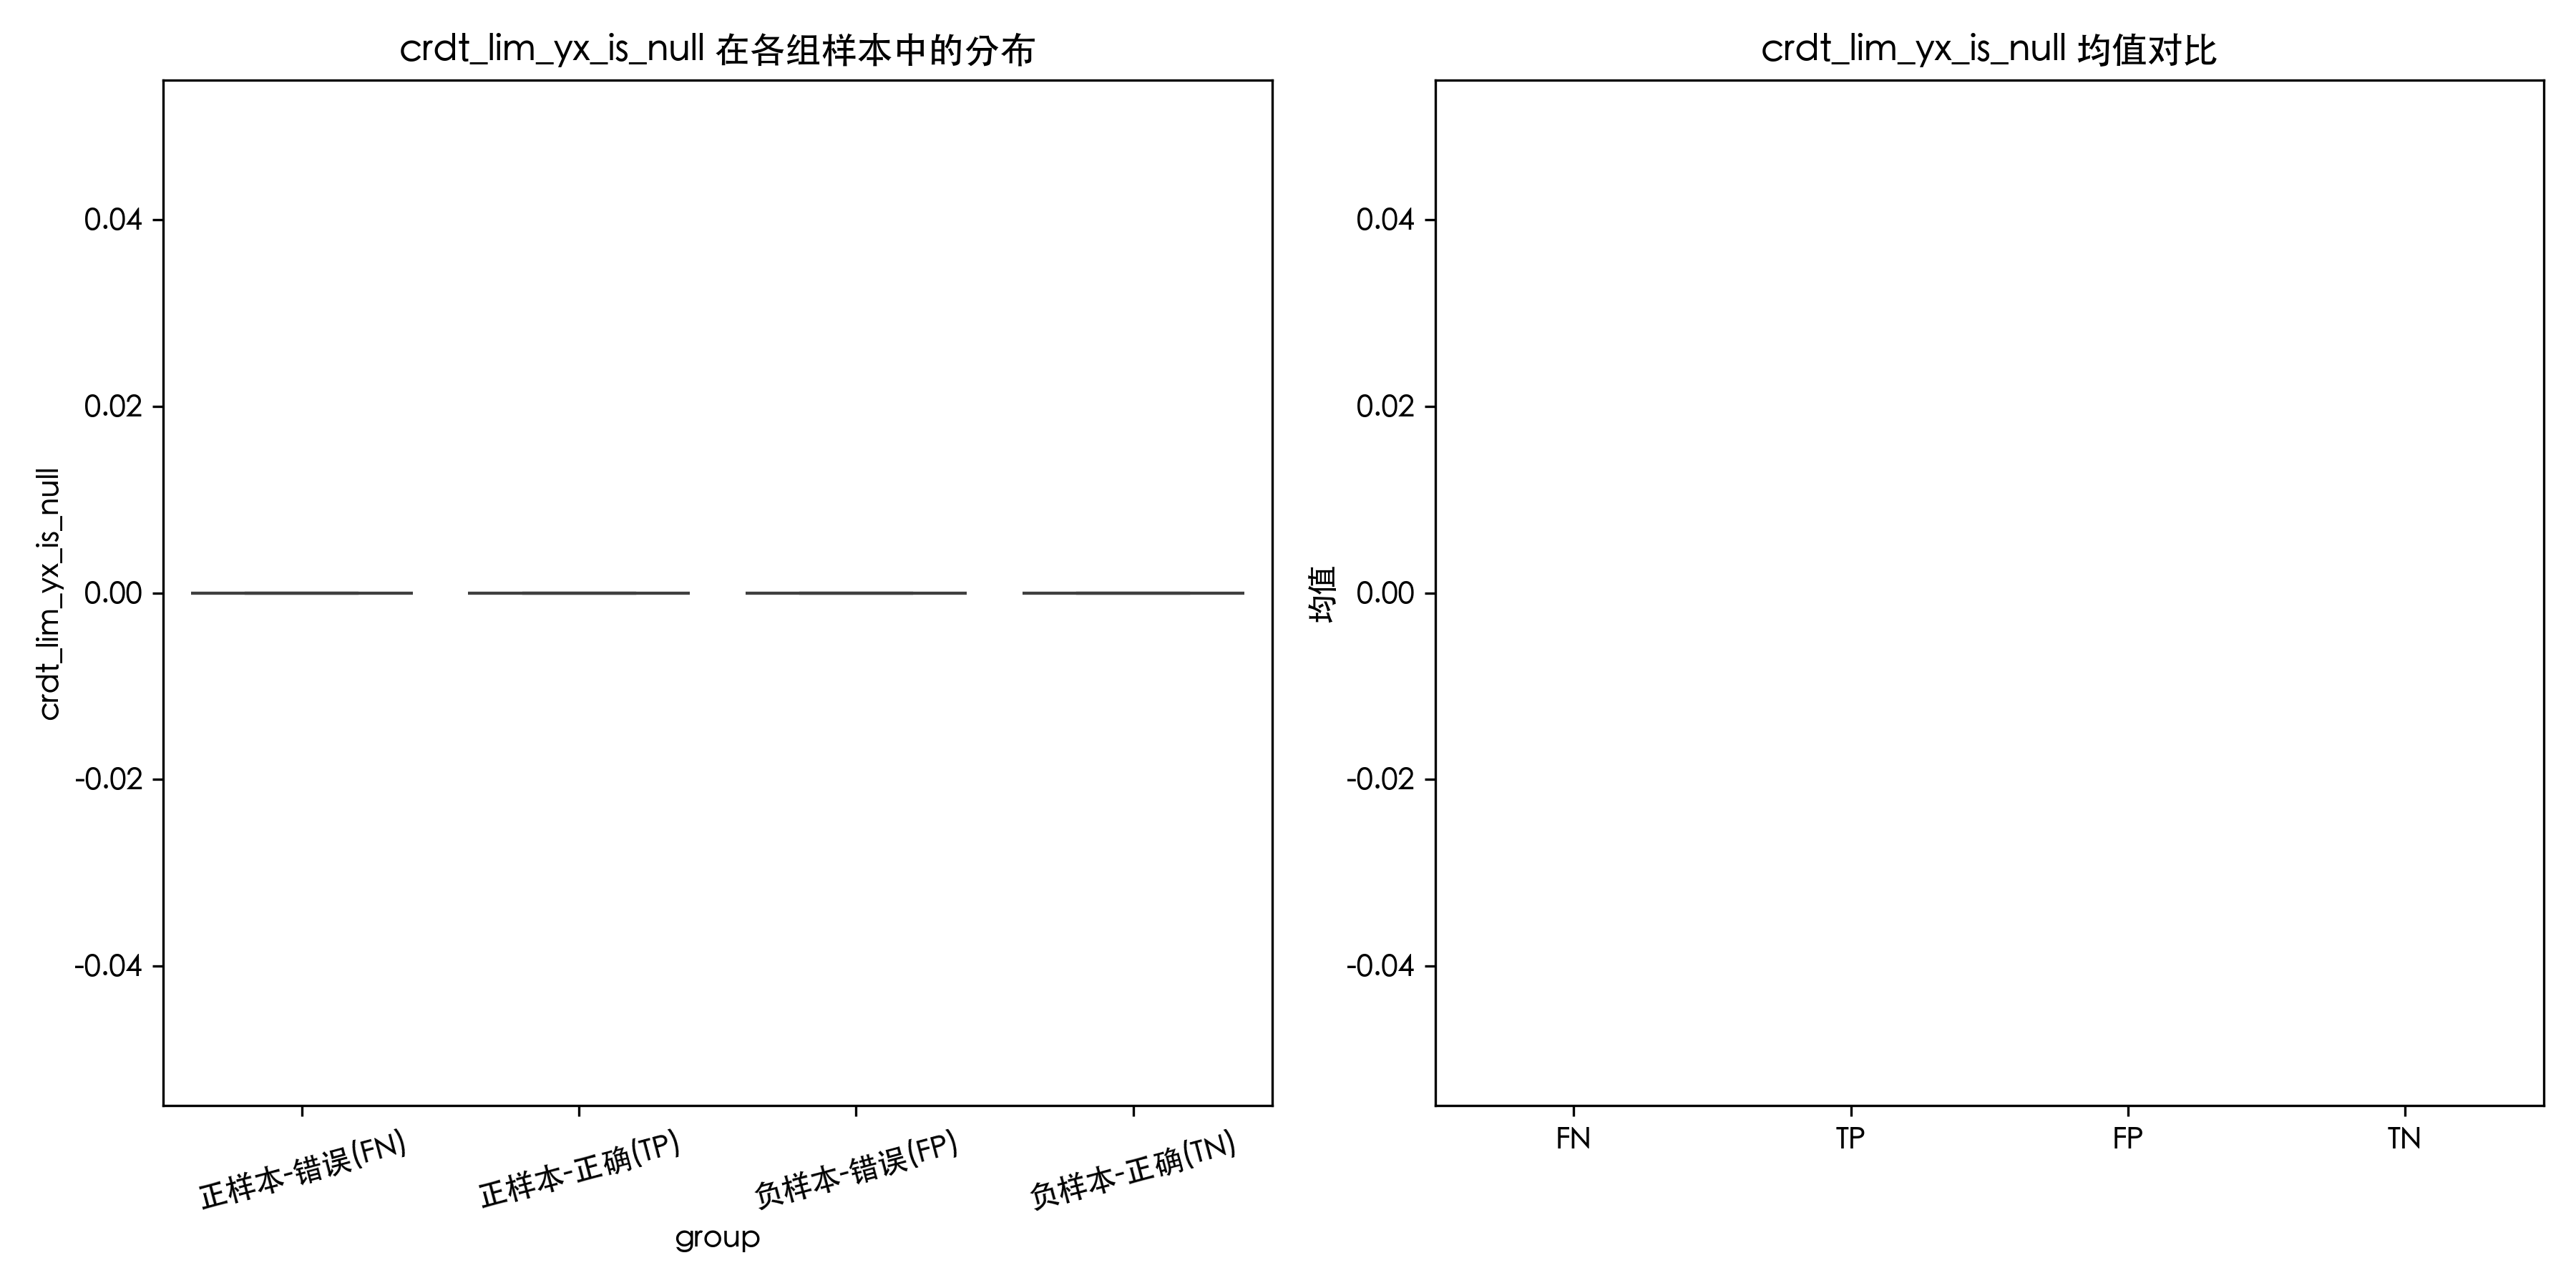 crdt_lim_yx_is_null 在各组样本中的分布
0.04
0.02
0.00
-0.02
-0.04
crdt_lim_yx_is_null
正样本-错误(FN)
正样本-正确(TP)
负样本-错误(FP)
负样本-正确(TN)
group
crdt_lim_yx_is_null 均值对比
0.04
0.02
0.00
-0.02
-0.04
均值
FN
TP
FP
TN